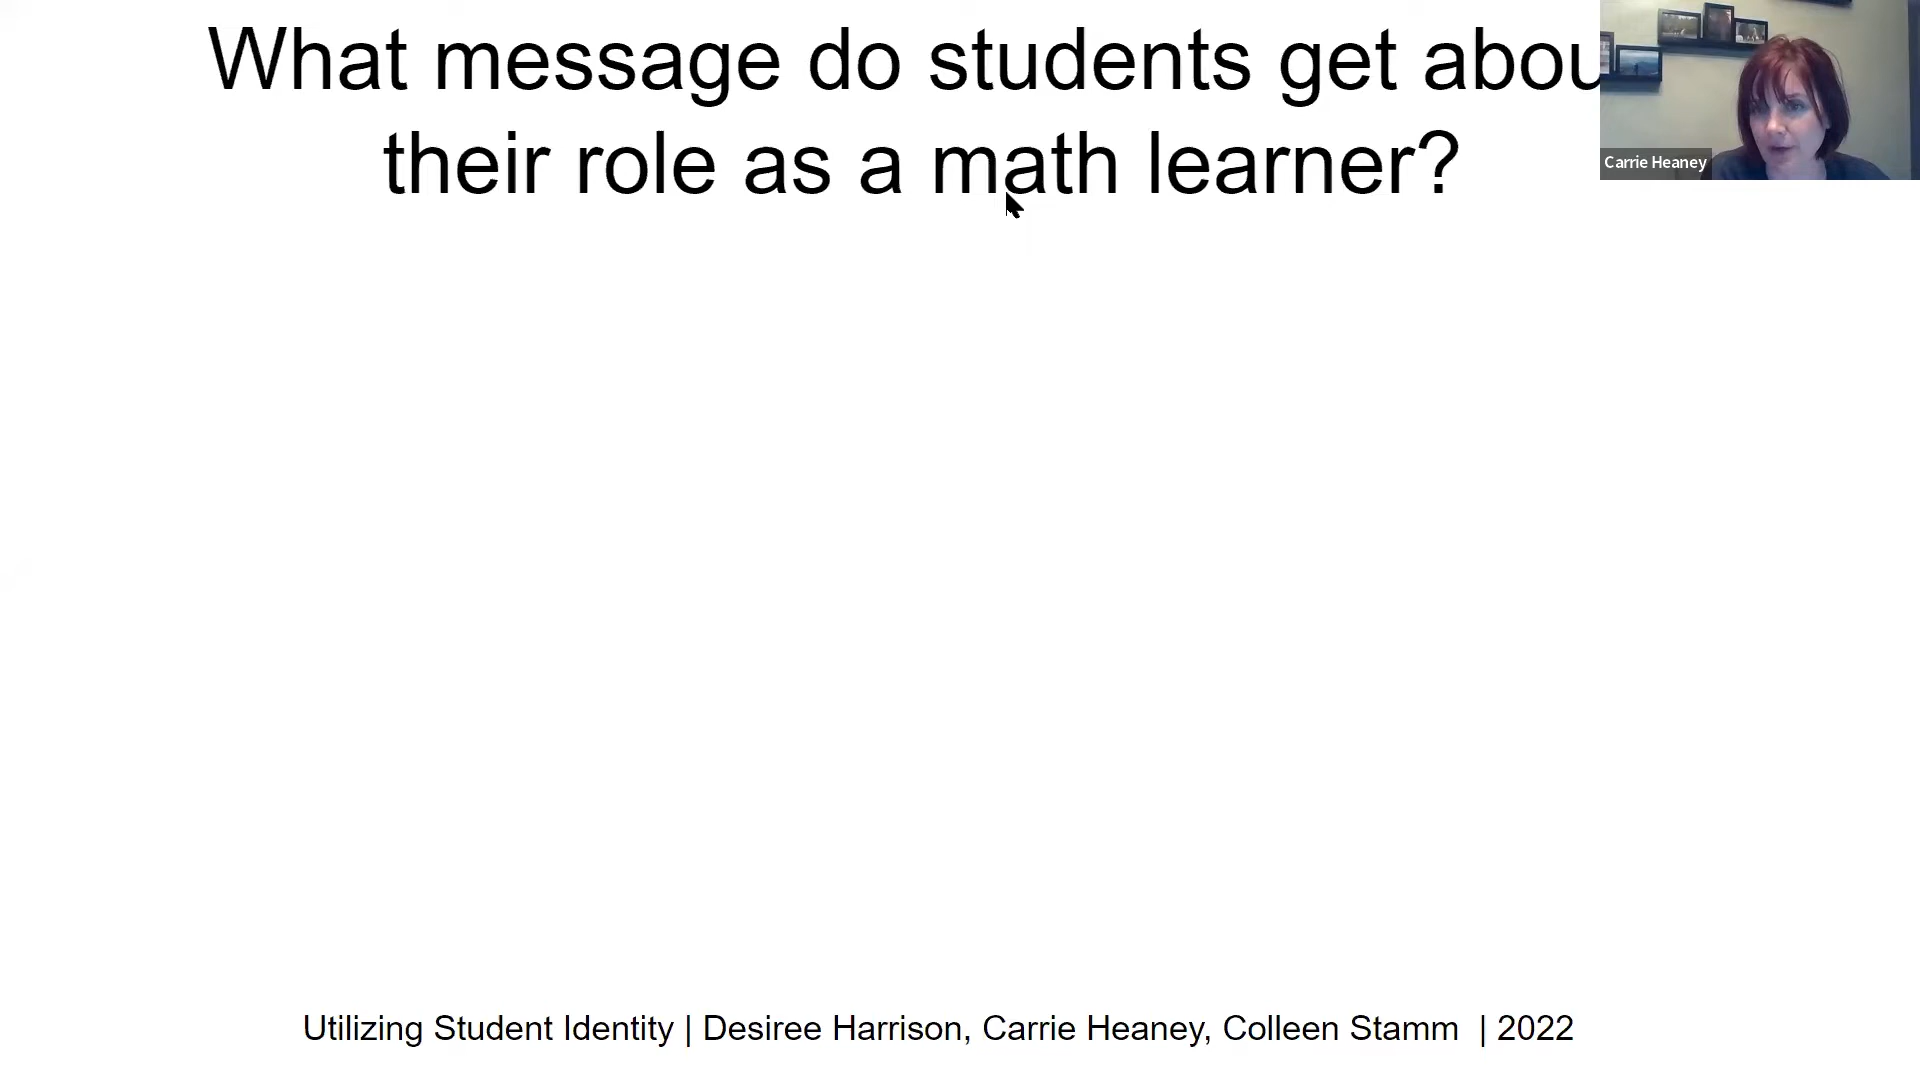 What message do students get abou
their role as a math learner?
Carrie Heaney
Utilizing Student Identity | Desiree Harrison, Carrie Heaney, Colleen Stamm | 2022